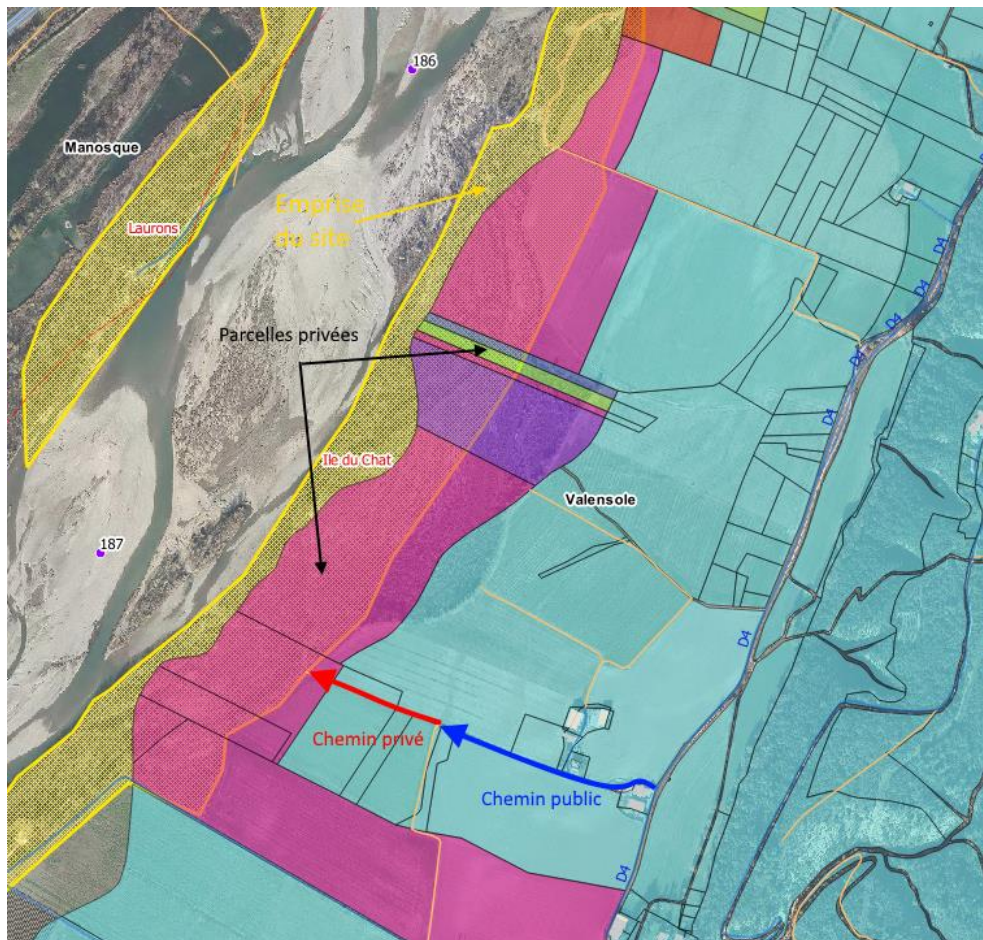 186
Manosque
Emprise
du site
Laurons
D4
D4
D4
Parcelles privées
D4
D4
Ile du Chat
Valensole
187
D4
Chemin privé
Chemin public
D4